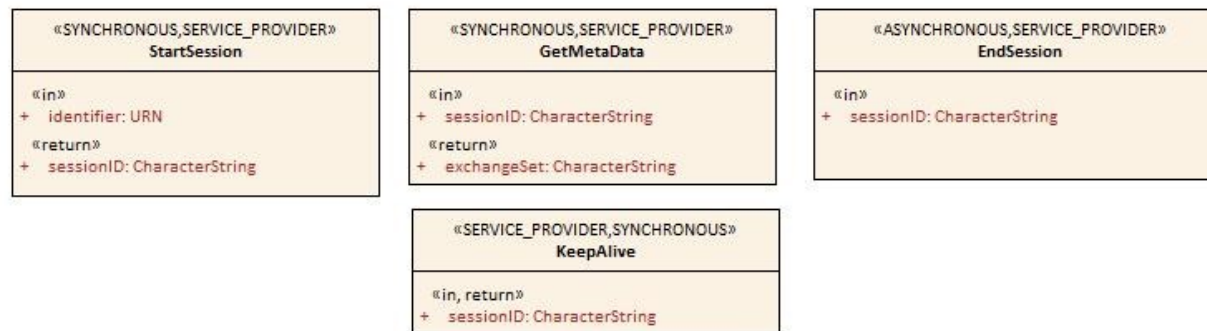 «SYNCHRONOUS,SERVICE_PROVIDER»
StartSession
«in»
+ identifier: URN
«return»
+ sessionID: CharacterString
«SYNCHRONOUS,SERVICE_PROVIDER»
GetMetaData
«in»
+ sessionID: CharacterString
«return»
+ exchangeSet: CharacterString
«ASYNCHRONOUS,SERVICE_PROVIDER»
EndSession
«in»
+ sessionID: CharacterString
«SERVICE_PROVIDER,SYNCHRONOUS»
KeepAlive
«in, return»
+ sessionID: CharacterString